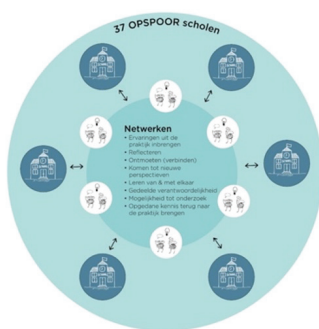 37 OPSPOOR scholen
Netwerken
• Ervaringen uit de
praktijk inbrengen
• Reflecteren
• Ontmoeten (verbinden)
• Komen tot nieuwe
perspectieven
• Leren van & met elkaar
• Gedeelde verantwoordelijkheid
• Mogelijkheid tot onderzoek
• Opgedane kennis terug naar
de praktijk brengen